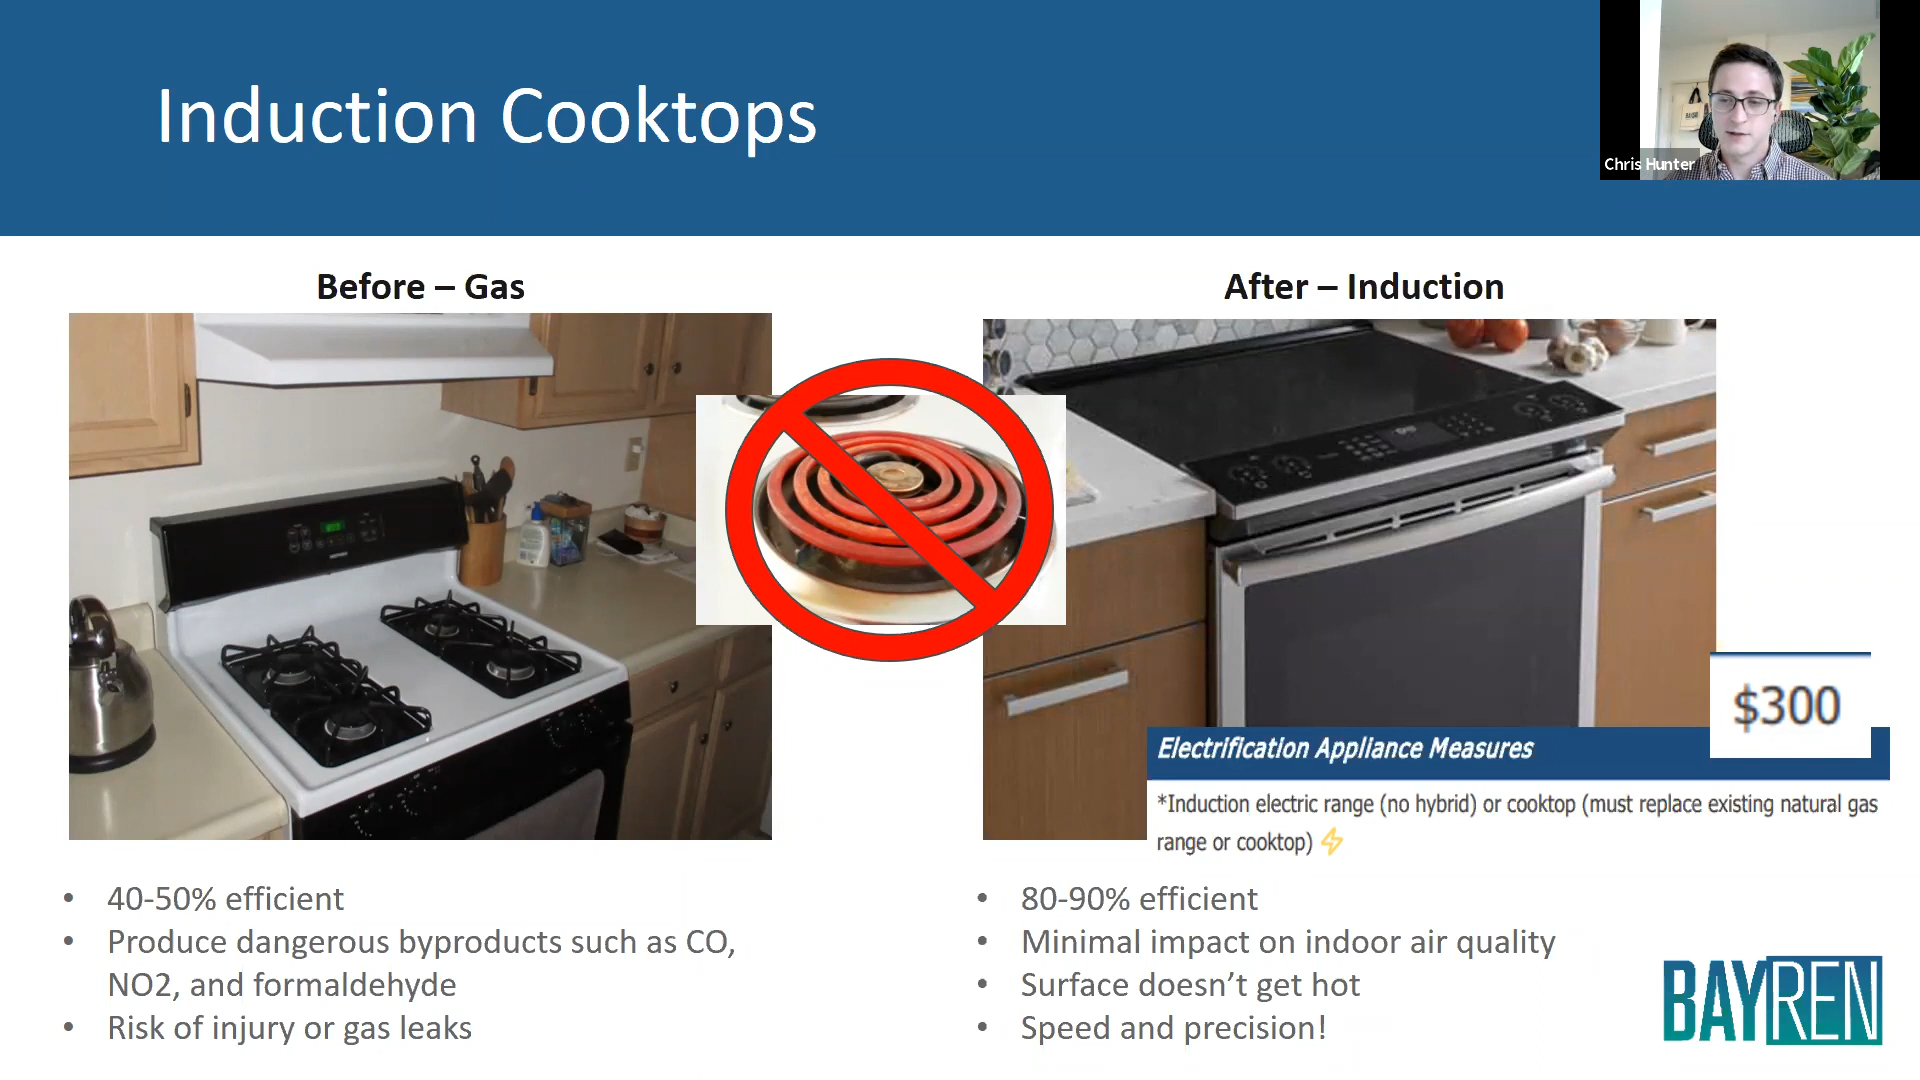 Induction Cooktops
Chris Hunter
Before – Gas
After – Induction
$300
Electrification Appliance Measures
*Induction electric range (no hybrid) or cooktop (must replace existing natural gas
range or cooktop)
• 40-50% efficient
• Produce dangerous byproducts such as CO,
NO2, and formaldehyde
• Risk of injury or gas leaks
• 80-90% efficient
• Minimal impact on indoor air quality
• Surface doesn’t get hot
• Speed and precision!
BAYREN